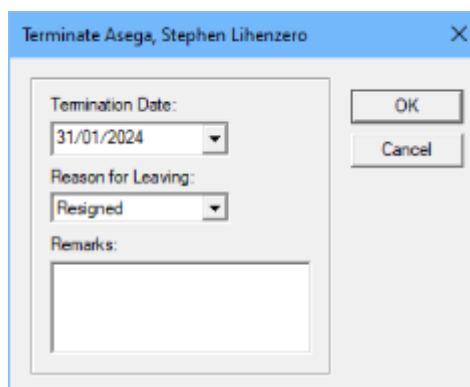 Terminate Asega, Stephen Lihenzero
Termination Date:
31/01/2024
OK
Cancel
Reason for Leaving:
Resigned
Remarks: